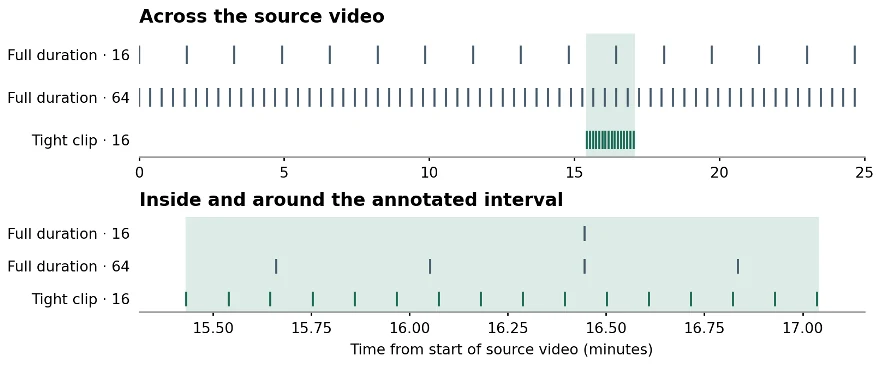 Across the source video
Full duration · 16
Full duration · 64
Tight clip · 16
0 5 10 15 20 25
Inside and around the annotated interval
Full duration · 16
Full duration · 64
Tight clip · 16
15.50 15.75 16.00 16.25 16.50 16.75 17.00
Time from start of source video (minutes)